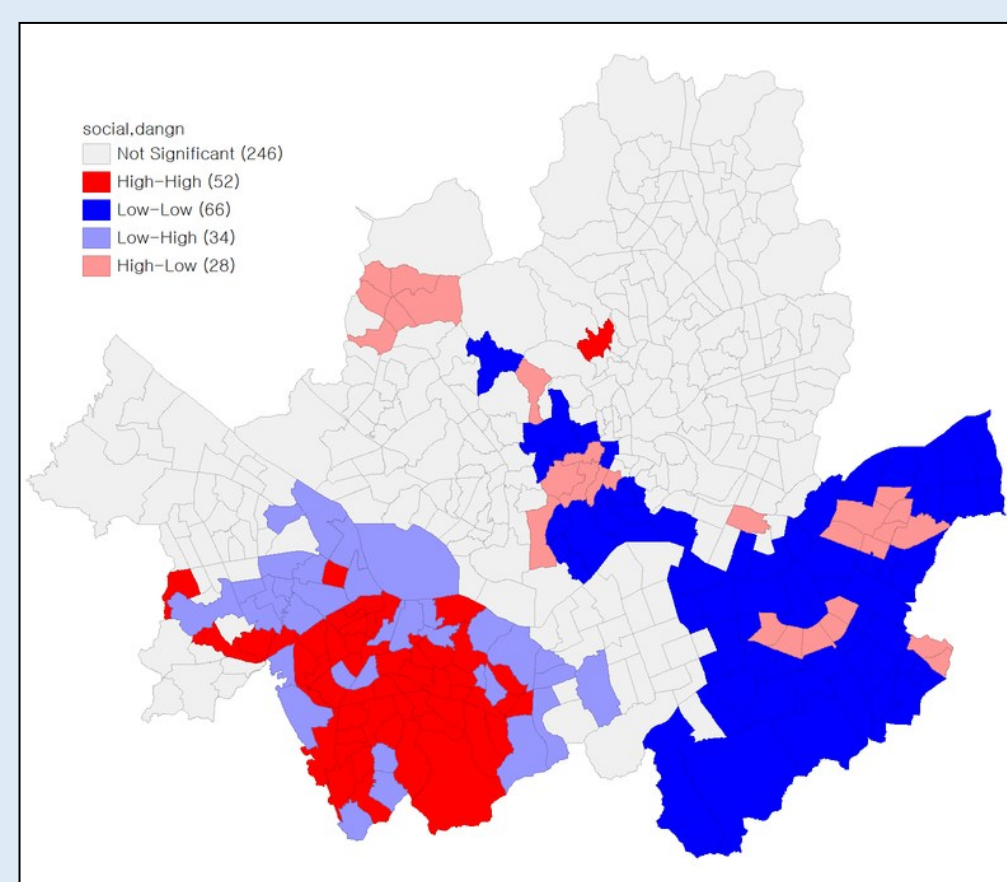 social,dangn
Not Significant (246)
High-High (52)
Low-Low (66)
Low-High (34)
High-Low (28)